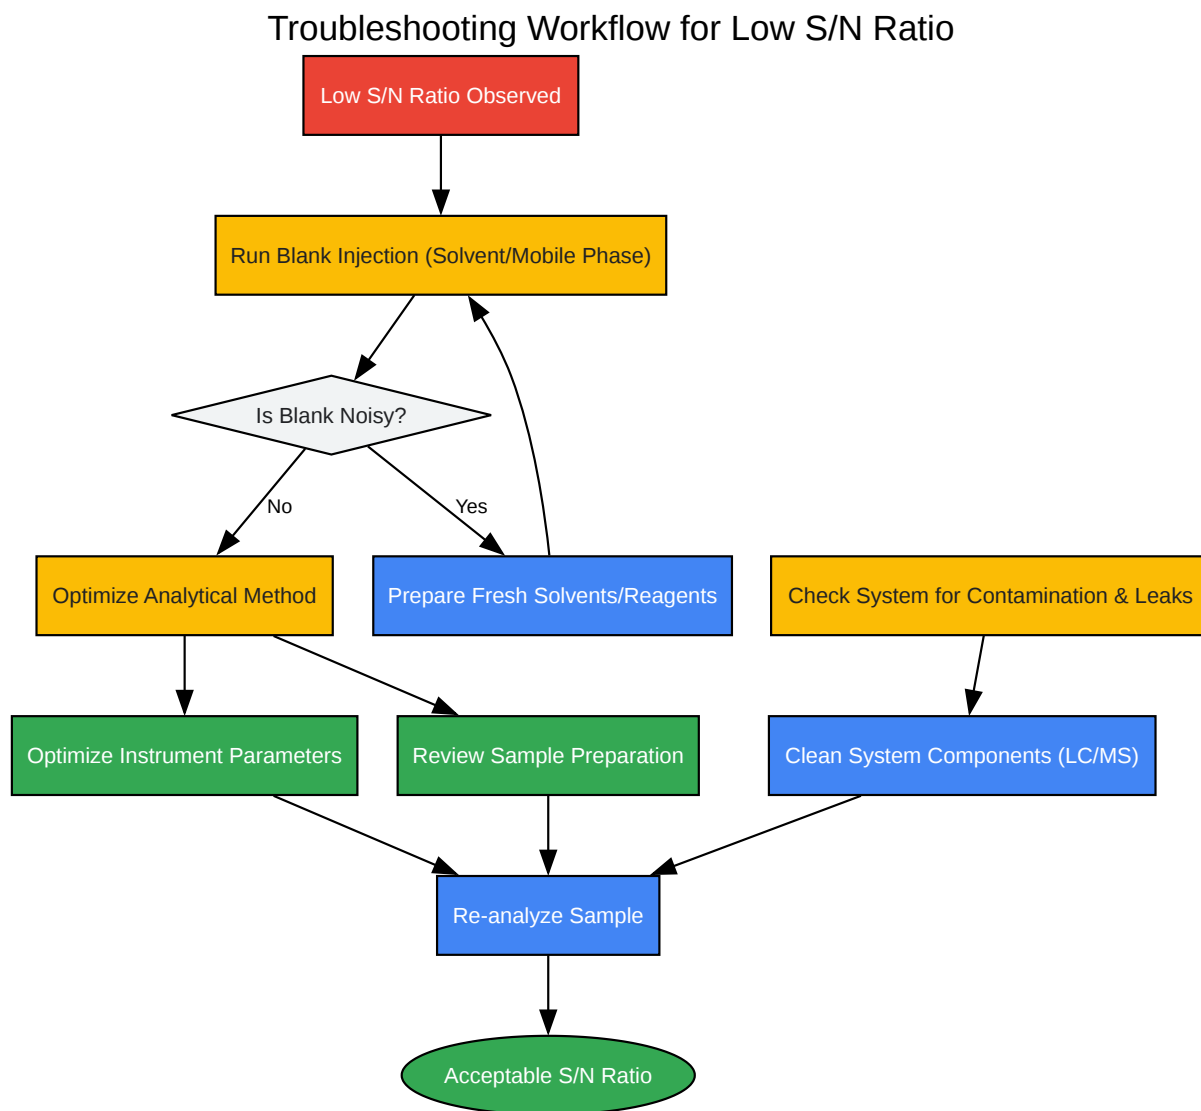 Troubleshooting Workflow for Low S/N Ratio
Low S/N Ratio Observed
Run Blank Injection (Solvent/Mobile Phase)
Is Blank Noisy?
No
Yes
Optimize Analytical Method
Prepare Fresh Solvents/Reagents
Check System for Contamination & Leaks
Optimize Instrument Parameters
Review Sample Preparation
Clean System Components (LC/MS)
Re-analyze Sample
Acceptable S/N Ratio